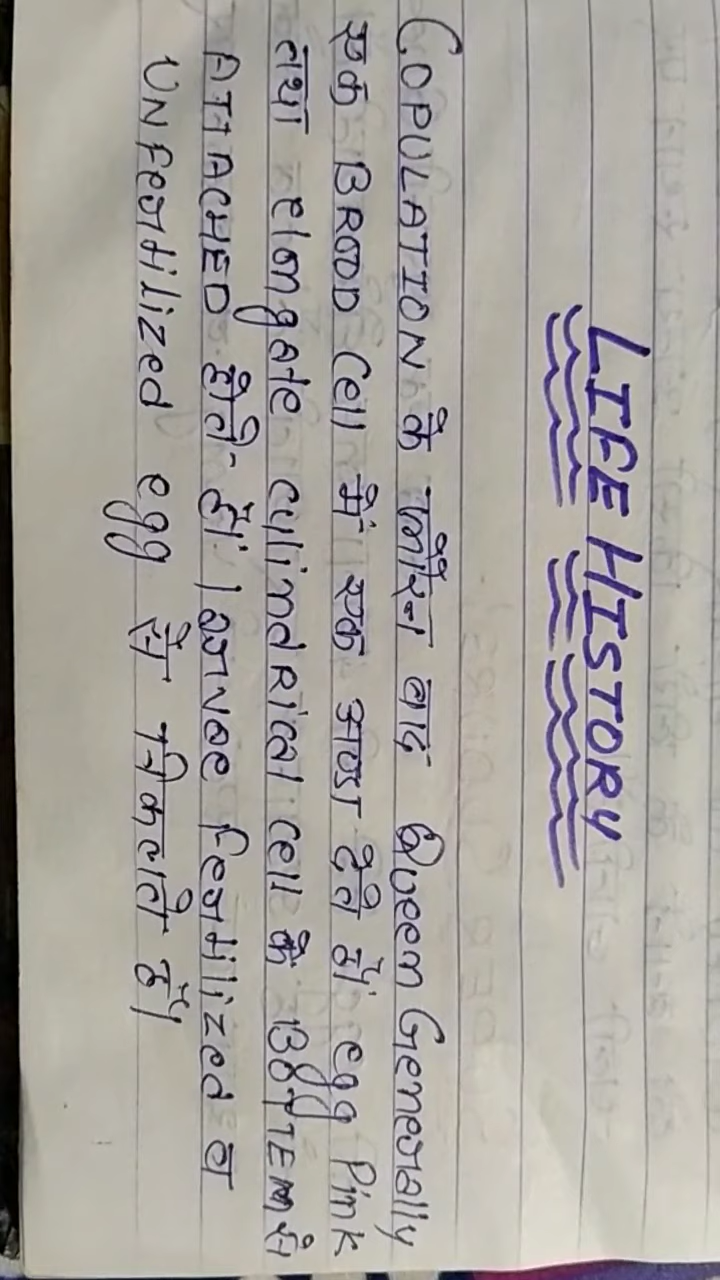 LIFE HISTORY
COPULATION के तोरन बाद Queen Generally
एक BROOD Cell में एक अण्डा देते हैं। egg Pink
तथा elongate cylindrical cell के BOTTEM से
ATTACHED होते हैं। Larvae fertilized व
UNfertilized egg से निकलते हैं।